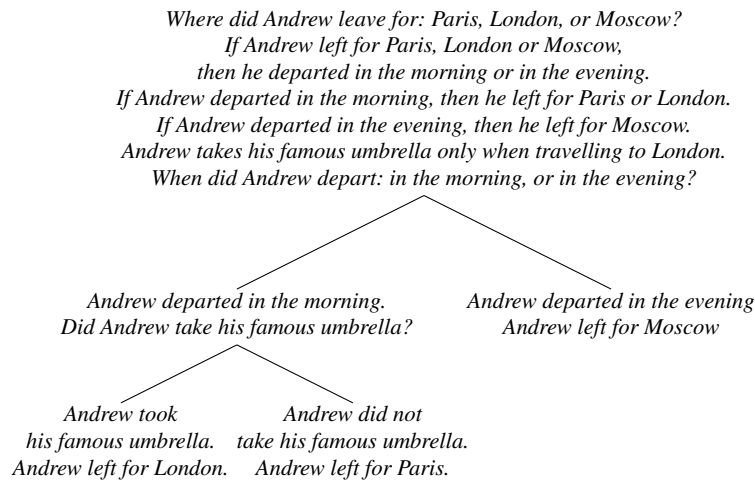 Where did Andrew leave for: Paris, London, or Moscow?
If Andrew left for Paris, London or Moscow,
then he departed in the morning or in the evening.
If Andrew departed in the morning, then he left for Paris or London.
If Andrew departed in the evening, then he left for Moscow.
Andrew takes his famous umbrella only when travelling to London.
When did Andrew depart: in the morning, or in the evening?
Andrew departed in the morning.
Did Andrew take his famous umbrella?
Andrew departed in the evening
Andrew left for Moscow
Andrew took
his famous umbrella.
Andrew left for London.
Andrew did not
take his famous umbrella.
Andrew left for Paris.